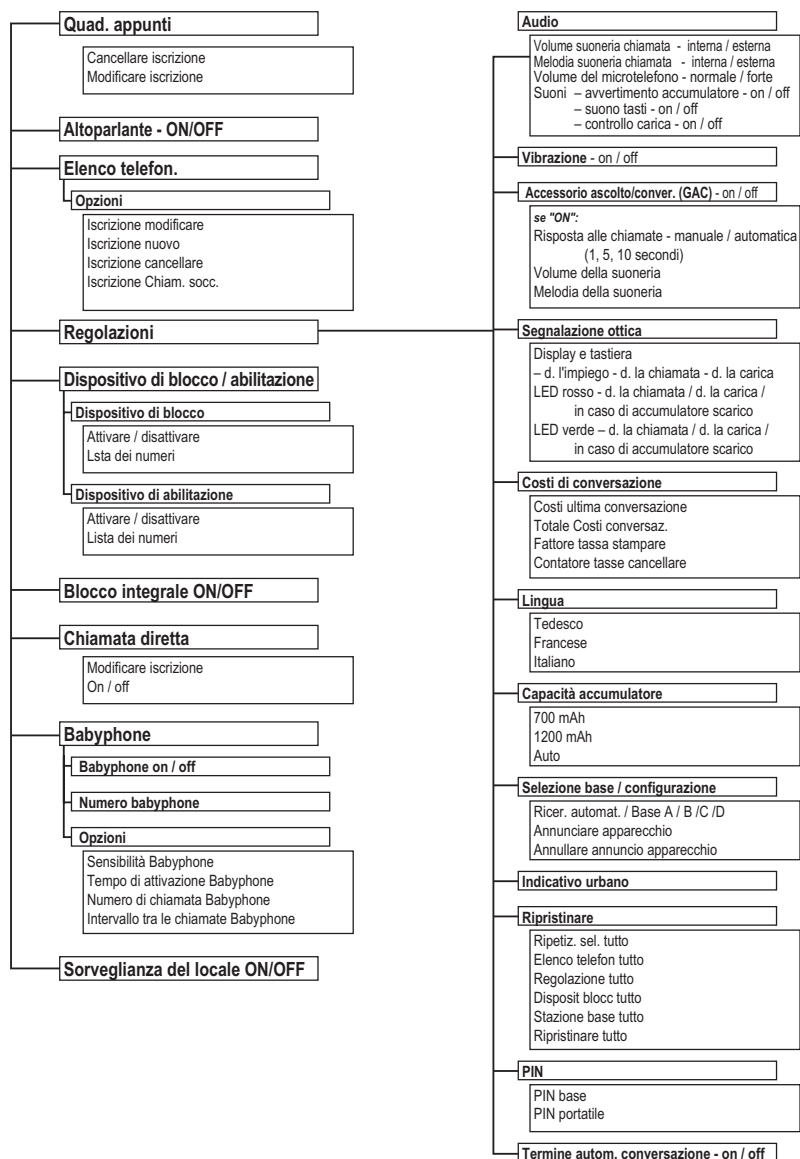 Quad. appunti
Cancellare iscrizione
Modificare iscrizione
Altoparlante - ON/OFF
Elenco telefon.
Opzioni
Iscrizione modificare
Iscrizione nuovo
Iscrizione cancellare
Iscrizione Chiam. socc.
Regolazioni
Dispositivo di blocco / abilitazione
Dispositivo di blocco
Attivare / disattivare
Lsta dei numeri
Dispositivo di abilitazione
Attivare / disattivare
Lista dei numeri
Blocco integrale ON/OFF
Chiamata diretta
Modificare iscrizione
On / off
Babyphone
Babyphone on / off
Numero babyphone
Opzioni
Sensibilità Babyphone
Tempo di attivazione Babyphone
Numero di chiamata Babyphone
Intervallo tra le chiamate Babyphone
Sorveglianza del locale ON/OFF
Audio
Volume suoneria chiamata - interna / esterna
Melodia suoneria chiamata - interna / esterna
Volume del microtelefono - normale / forte
Suoni – avvertimento accumulatore - on / off
– suono tasti - on / off
– controllo carica - on / off
Vibrazione - on / off
Accessorio ascolto/conver. (GAC) - on / off
se "ON":
Risposta alle chiamate - manuale / automatica
(1, 5, 10 secondi)
Volume della suoneria
Melodia della suoneria
Segnalazione ottica
Display e tastiera
– d. l'impiego - d. la chiamata - d. la carica
LED rosso - d. la chiamata / d. la carica /
in caso di accumulatore scarico
LED verde – d. la chiamata / d. la carica /
in caso di accumulatore scarico
Costi di conversazione
Costi ultima conversazione
Totale Costi conversaz.
Fattore tassa stampare
Contatore tasse cancellare
Lingua
Tedesco
Francese
Italiano
Capacità accumulatore
700 mAh
1200 mAh
Auto
Selezione base / configurazione
Ricer. automat. / Base A / B /C /D
Annunciare apparecchio
Annullare annuncio apparecchio
Indicativo urbano
Ripristinare
Ripetiz. sel. tutto
Elenco telefon tutto
Regolazione tutto
Disposit blocc tutto
Stazione base tutto
Ripristinare tutto
PIN
PIN base
PIN portatile
Termine autom. conversazione - on / off